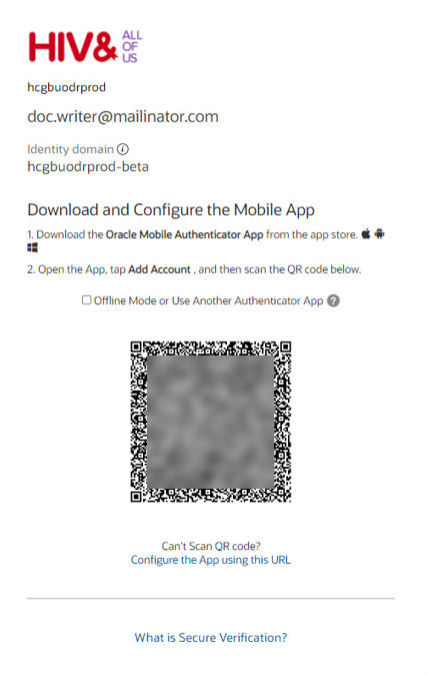 HIV& ALL OF US
hcgbuodrprod
doc.writer@mailinator.com
Identity domain
hcgbuodrprod-beta
Download and Configure the Mobile App
1. Download the Oracle Mobile Authenticator App from the app store.
2. Open the App, tap Add Account , and then scan the QR code below.
Offline Mode or Use Another Authenticator App ?
Can't Scan QR code?
Configure the App using this URL
What is Secure Verification?